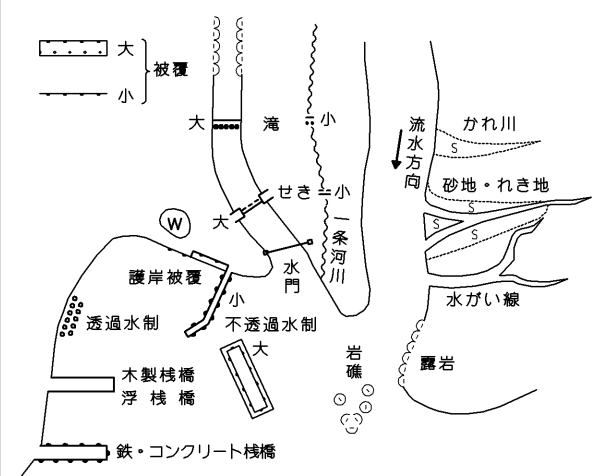 大
小
被覆
大
滝
小
流水方向
かれ川
S
砂地・れき地
S
せき
小
大
一条河川
W
S
S
水門
護岸被覆
小
水がい線
透過水制
不透過水制
大
岩礁
露岩
木製桟橋
浮桟橋
鉄・コンクリート桟橋